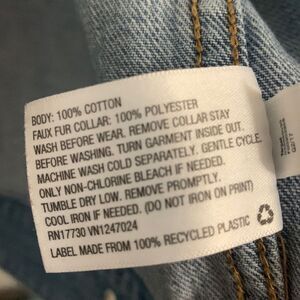 BODY: 100% COTTON
FAUX FUR COLLAR: 100% POLYESTER
WASH BEFORE WEAR. REMOVE COLLAR STAY
BEFORE WASHING. TURN GARMENT INSIDE OUT.
MACHINE WASH COLD SEPARATELY, GENTLE CYCLE.
ONLY NON-CHLORINE BLEACH IF NEEDED.
TUMBLE DRY LOW. REMOVE PROMPTLY.
COOL IRON IF NEEDED. (DO NOT IRON ON PRINT)
RN17730 VN1247024
LABEL MADE FROM 100% RECYCLED PLASTIC